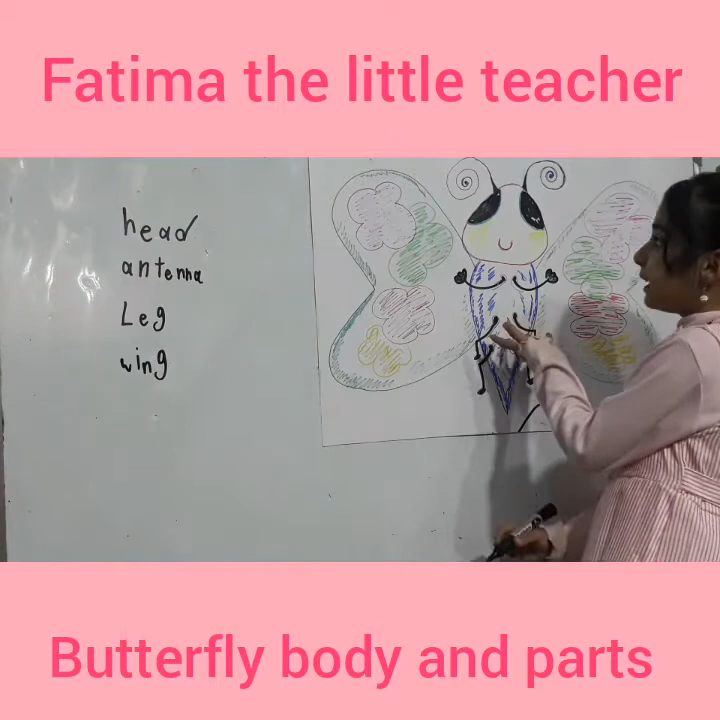 Fatima the little teacher
head
antenna
Leg
wing
Butterfly body and parts